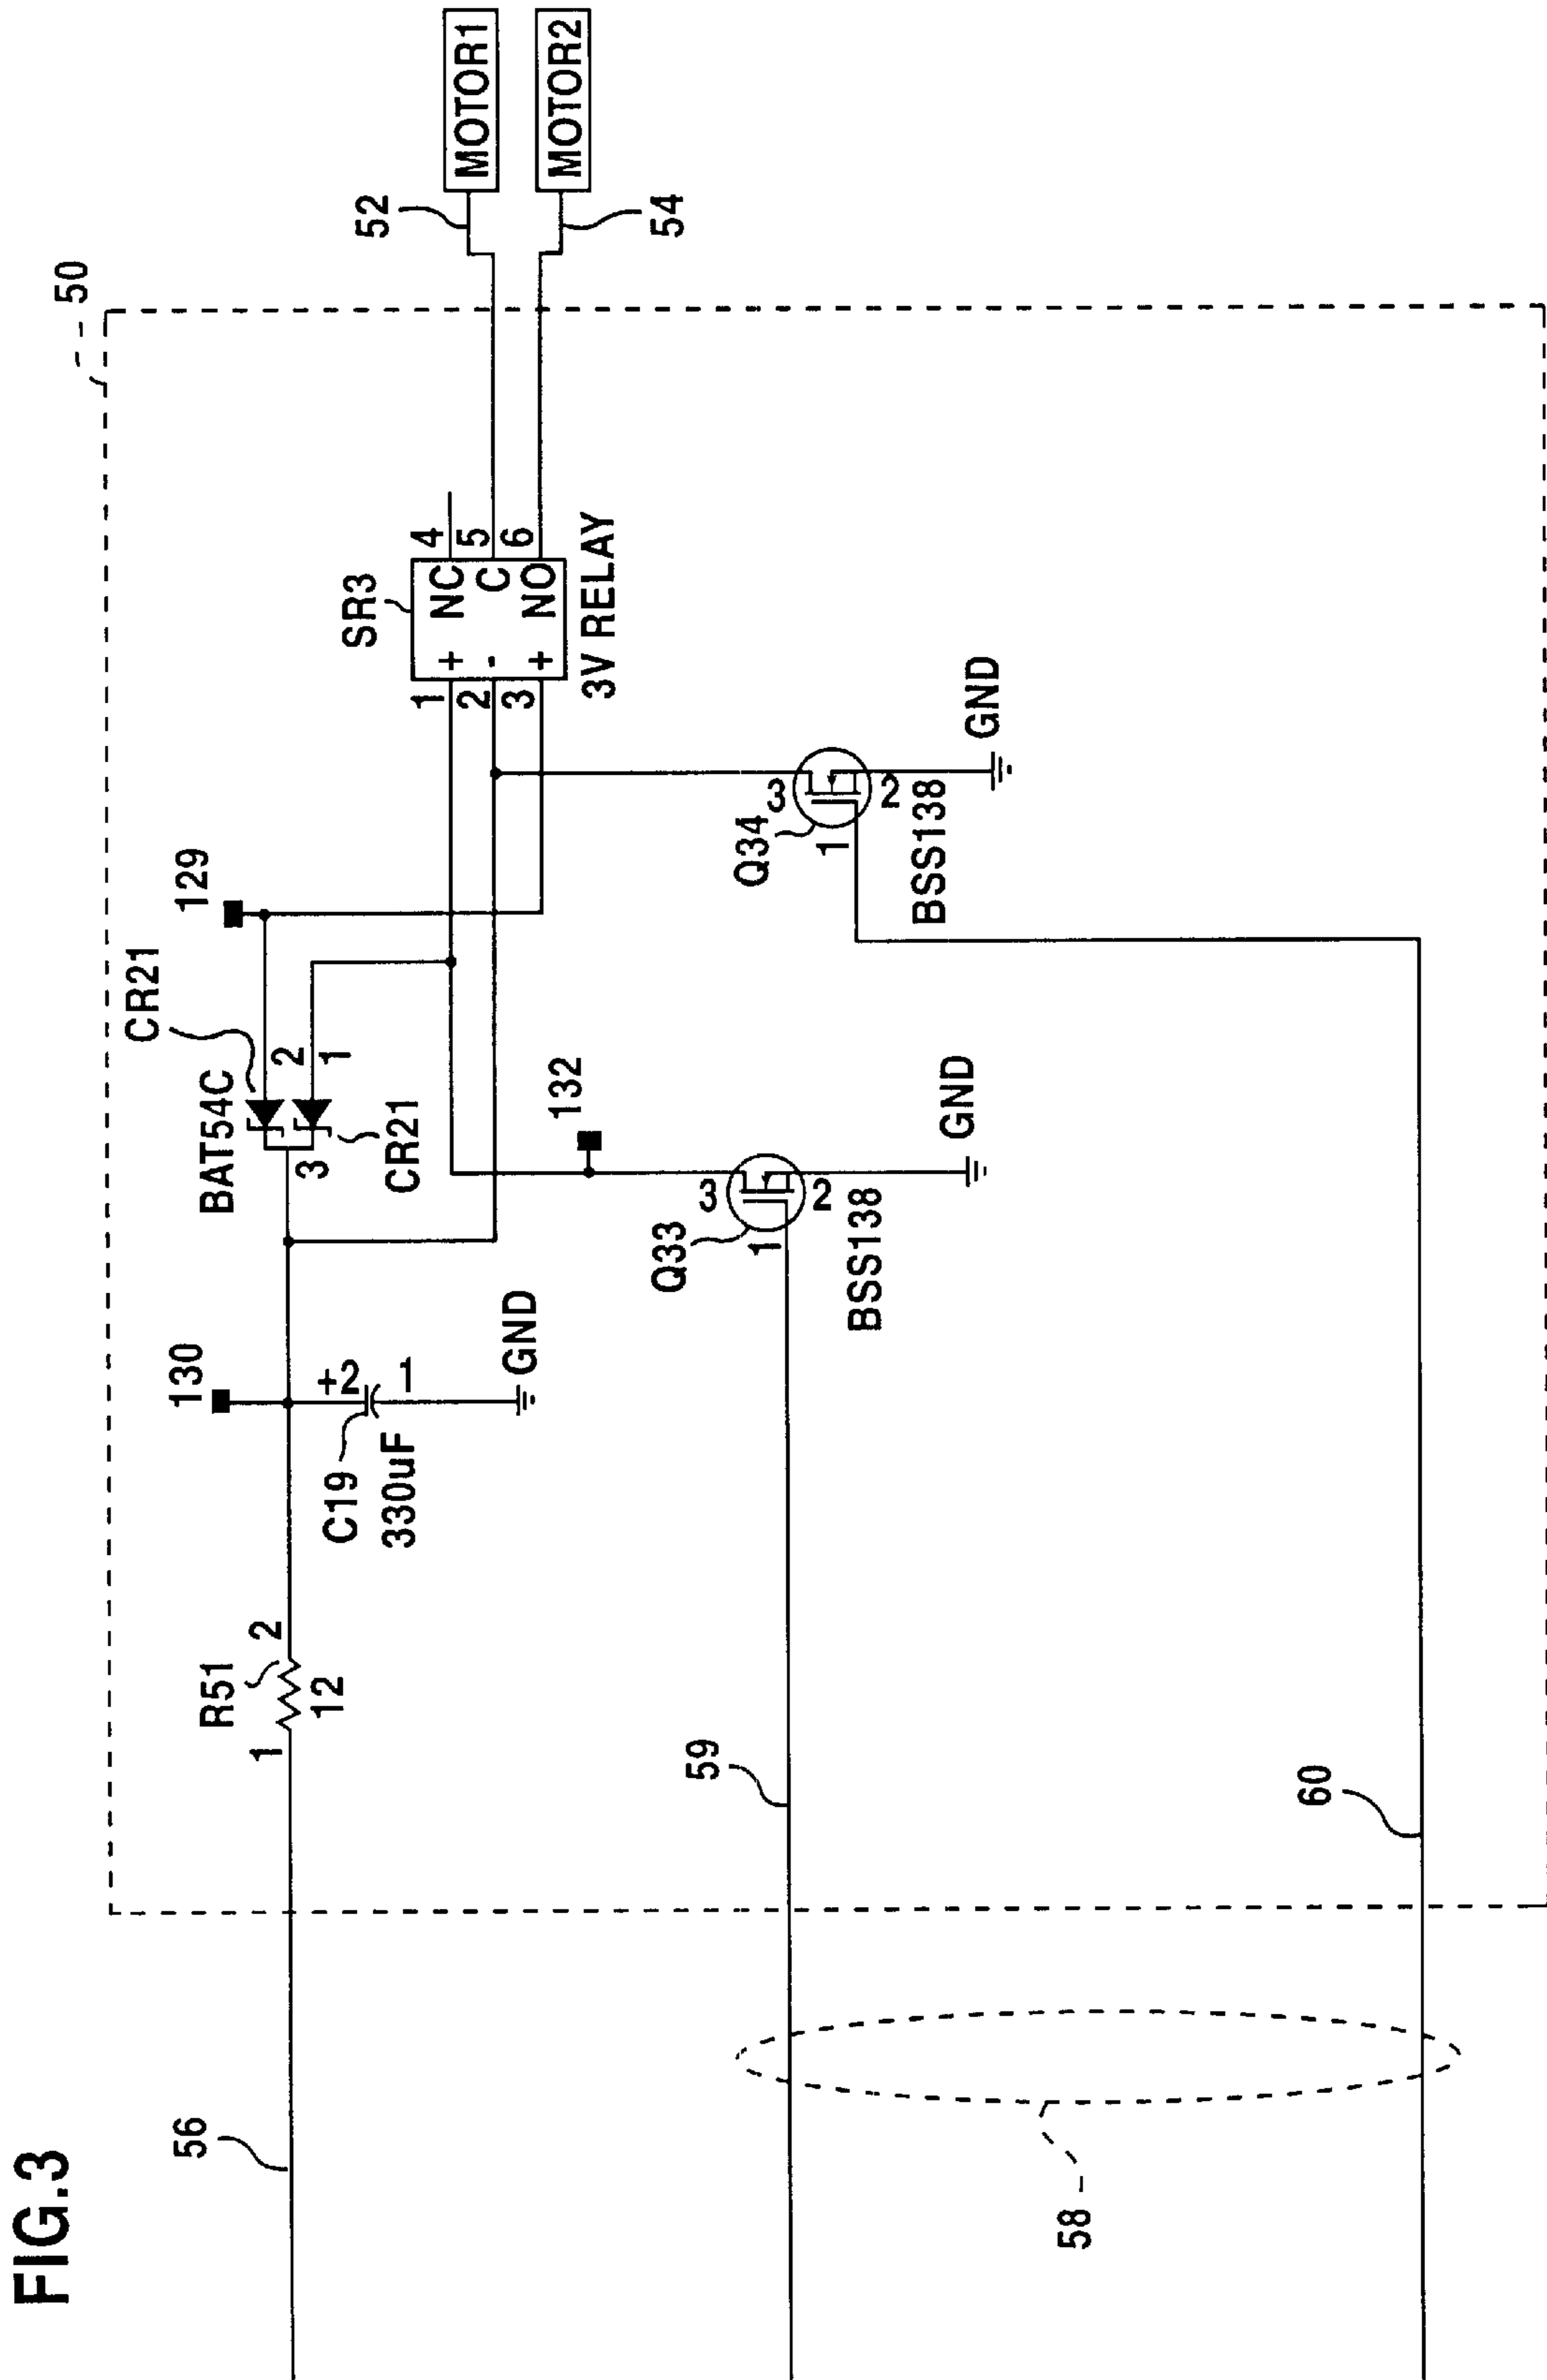 FIG.3
50
56
R51
1
2
12
130
C19
+2
1
330uF
GND
BAT54C
CR21
2
1
3
CR21
129
132
Q33
3
1
2
BSS138
GND
Q34
3
1
2
BSS138
GND
SR3
1
+
NC
4
2
-
C
5
3
+
NO
6
3V RELAY
52
MOTOR1
54
MOTOR2
59
60
58